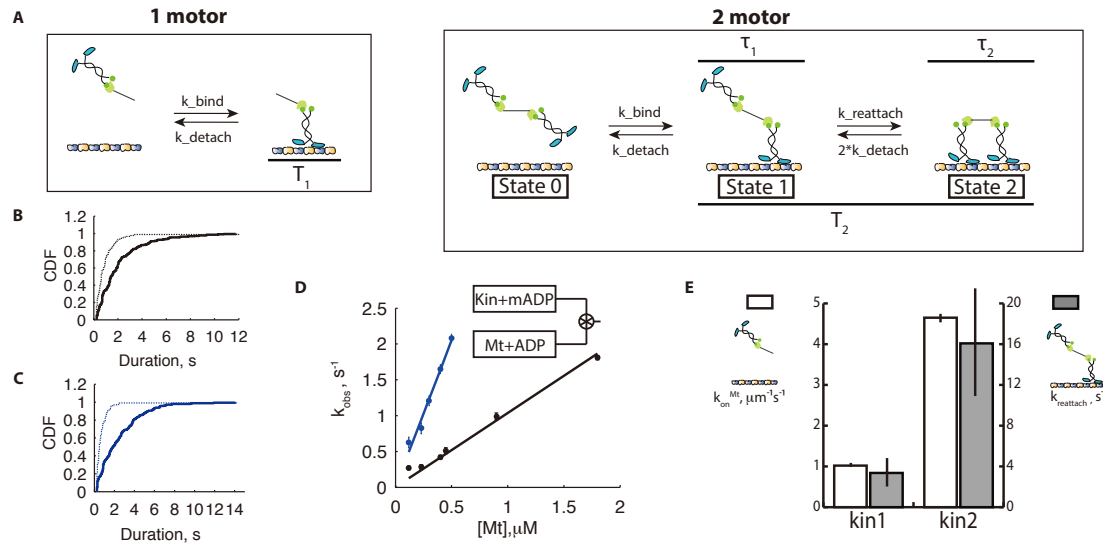 A
1 motor
2 motor
k_bind
k_detach
T1
τ1
τ2
k_bind
k_detach
k_reattach
2*k_detach
State 0
State 1
State 2
T2
B
1.2
1
0.8
0.6
0.4
0.2
0
CDF
0 2 4 6 8 10 12
Duration, s
C
1.2
1
0.8
0.6
0.4
0.2
0
CDF
0 2 4 6 8 10 12 14
Duration, s
D
Kin+mADP
Mt+ADP
2.5
2
1.5
1
0.5
0
kobs, s-1
0 0.5 1 1.5 2
[Mt],μM
E
5
4
3
2
1
0
20
16
12
8
4
0
konMt, μm-1s-1
kreattach, s-
kin1 kin2